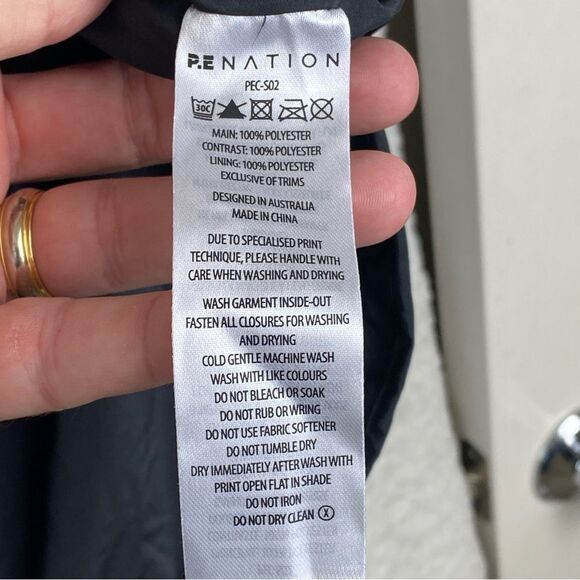 P.E NATION
PEC-S02
30C
MAIN: 100% POLYESTER
CONTRAST: 100% POLYESTER
LINING: 100% POLYESTER
EXCLUSIVE OF TRIMS
DESIGNED IN AUSTRALIA
MADE IN CHINA
DUE TO SPECIALISED PRINT
TECHNIQUE, PLEASE HANDLE WITH
CARE WHEN WASHING AND DRYING
WASH GARMENT INSIDE-OUT
FASTEN ALL CLOSURES FOR WASHING
AND DRYING
COLD GENTLE MACHINE WASH
WASH WITH LIKE COLOURS
DO NOT BLEACH OR SOAK
DO NOT RUB OR WRING
DO NOT USE FABRIC SOFTENER
DO NOT TUMBLE DRY
DRY IMMEDIATELY AFTER WASH WITH
PRINT OPEN FLAT IN SHADE
DO NOT IRON
DO NOT DRY CLEAN X